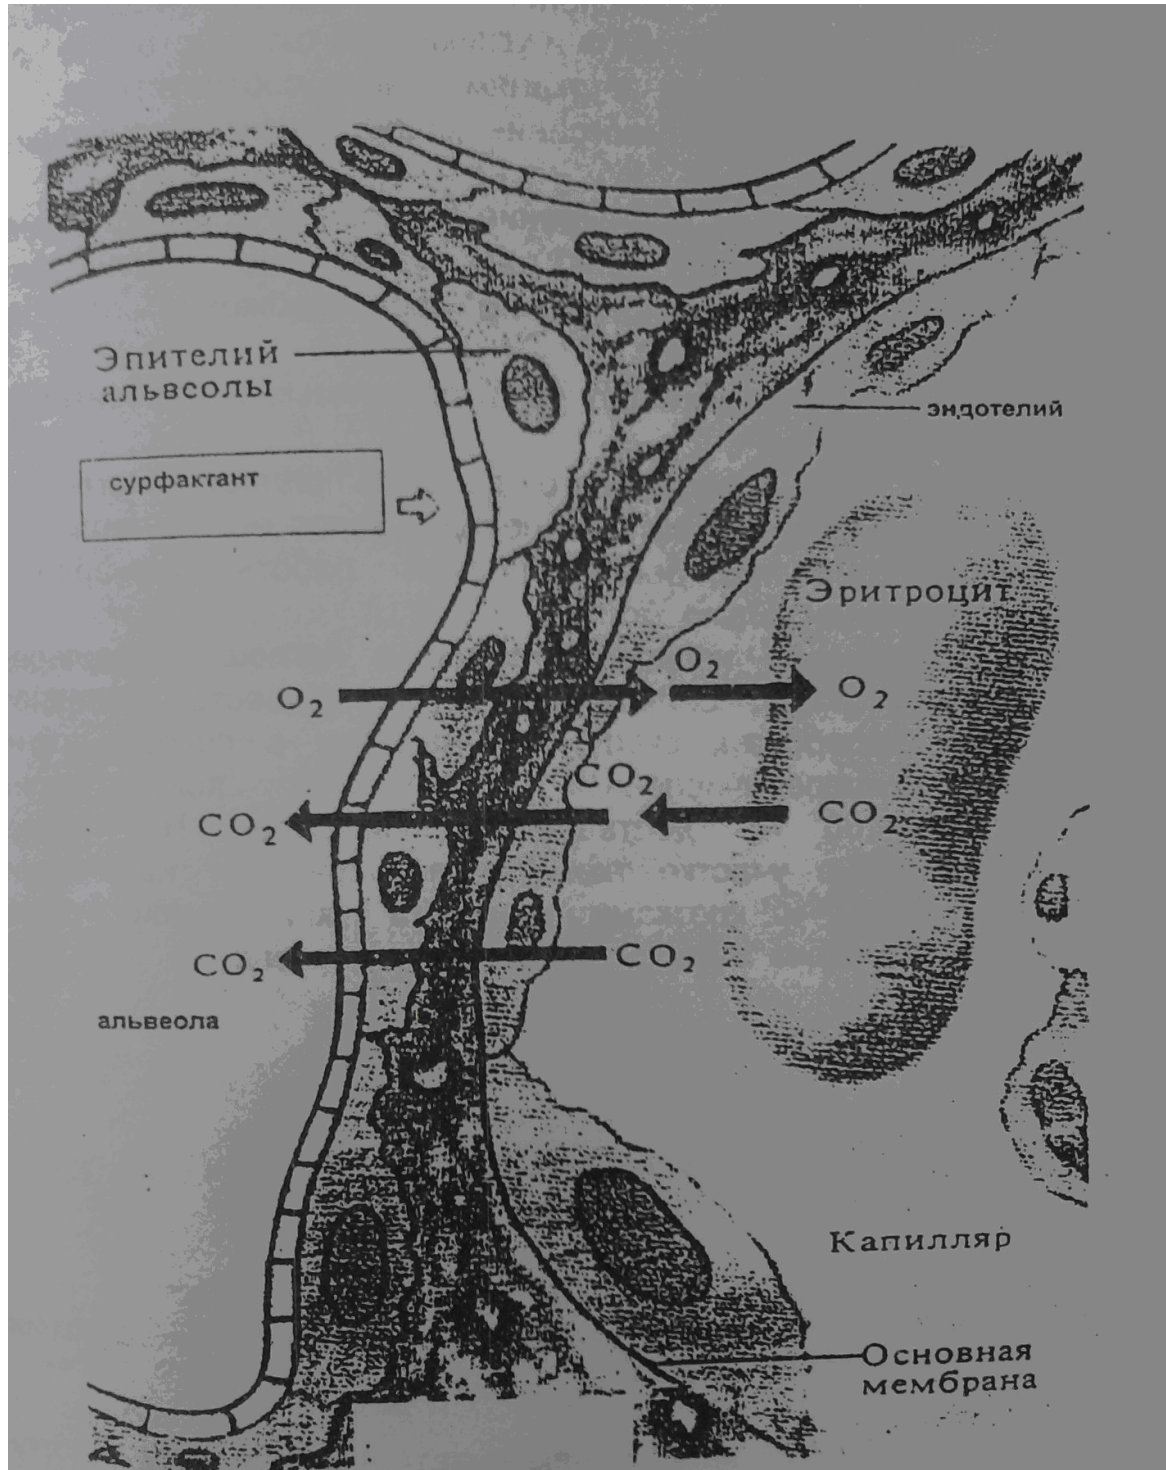 Эпителий
альвсолы
эндотелий
сурфактант
Эритроцит
O2
O2
O2
CO2
CO2
CO2
CO2
CO2
альвеола
Капилляр
Основная
мембрана